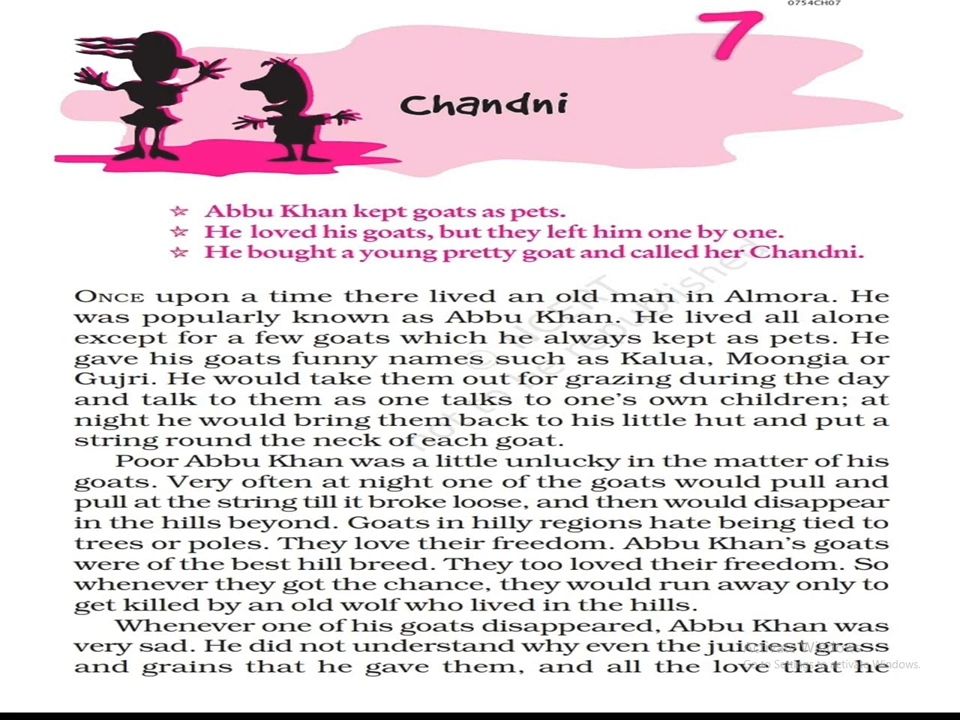 0754CH07
7
Chandni
☆ Abbu Khan kept goats as pets.
☆ He loved his goats, but they left him one by one.
☆ He bought a young pretty goat and called her Chandni.
ONCE upon a time there lived an old man in Almora. He
was popularly known as Abbu Khan. He lived all alone
except for a few goats which he always kept as pets. He
gave his goats funny names such as Kalua, Moongia or
Gujri. He would take them out for grazing during the day
and talk to them as one talks to one's own children; at
night he would bring them back to his little hut and put a
string round the neck of each goat.
Poor Abbu Khan was a little unlucky in the matter of his
goats. Very often at night one of the goats would pull and
pull at the string till it broke loose, and then would disappear
in the hills beyond. Goats in hilly regions hate being tied to
trees or poles. They love their freedom. Abbu Khan's goats
were of the best hill breed. They too loved their freedom. So
whenever they got the chance, they would run away only to
get killed by an old wolf who lived in the hills.
Whenever one of his goats disappeared, Abbu Khan was
very sad. He did not understand why even the juiciest grass
and grains that he gave them, and all the love that he
© NCERT
not to be republished
Go to Settings to activate Windows.